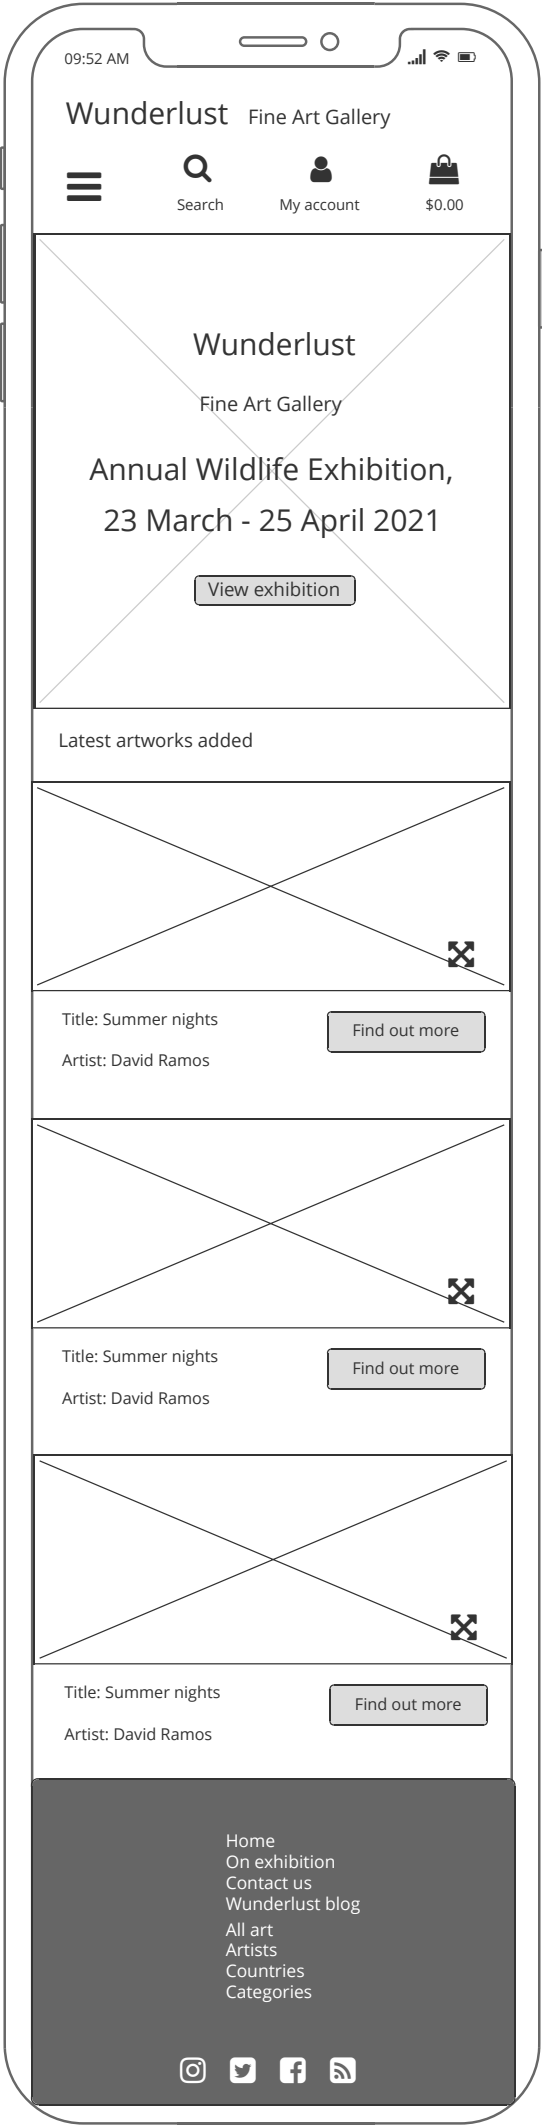 09:52 AM
Wunderlust Fine Art Gallery
Search My account $0.00
Wunderlust
Fine Art Gallery
Annual Wildlife Exhibition,
23 March - 25 April 2021
View exhibition
Latest artworks added
Title: Summer nights
Find out more
Artist: David Ramos
Title: Summer nights
Find out more
Artist: David Ramos
Title: Summer nights
Find out more
Artist: David Ramos
Home
On exhibition
Contact us
Wunderlust blog
All art
Artists
Countries
Categories